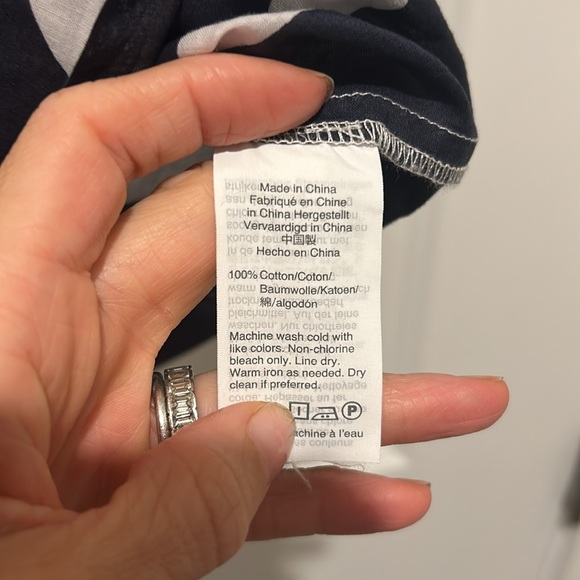 Made in China
Fabriqué en Chine
in China Hergestellt
Vervaardigd in China
中国製
Hecho en China
100% Cotton/Coton/
Baumwolle/Katoen/
綿/algodón
Machine wash cold with
like colors. Non-chlorine
bleach only. Line dry.
Warm iron as needed. Dry
clean if preferred.
P
achine à l'eau